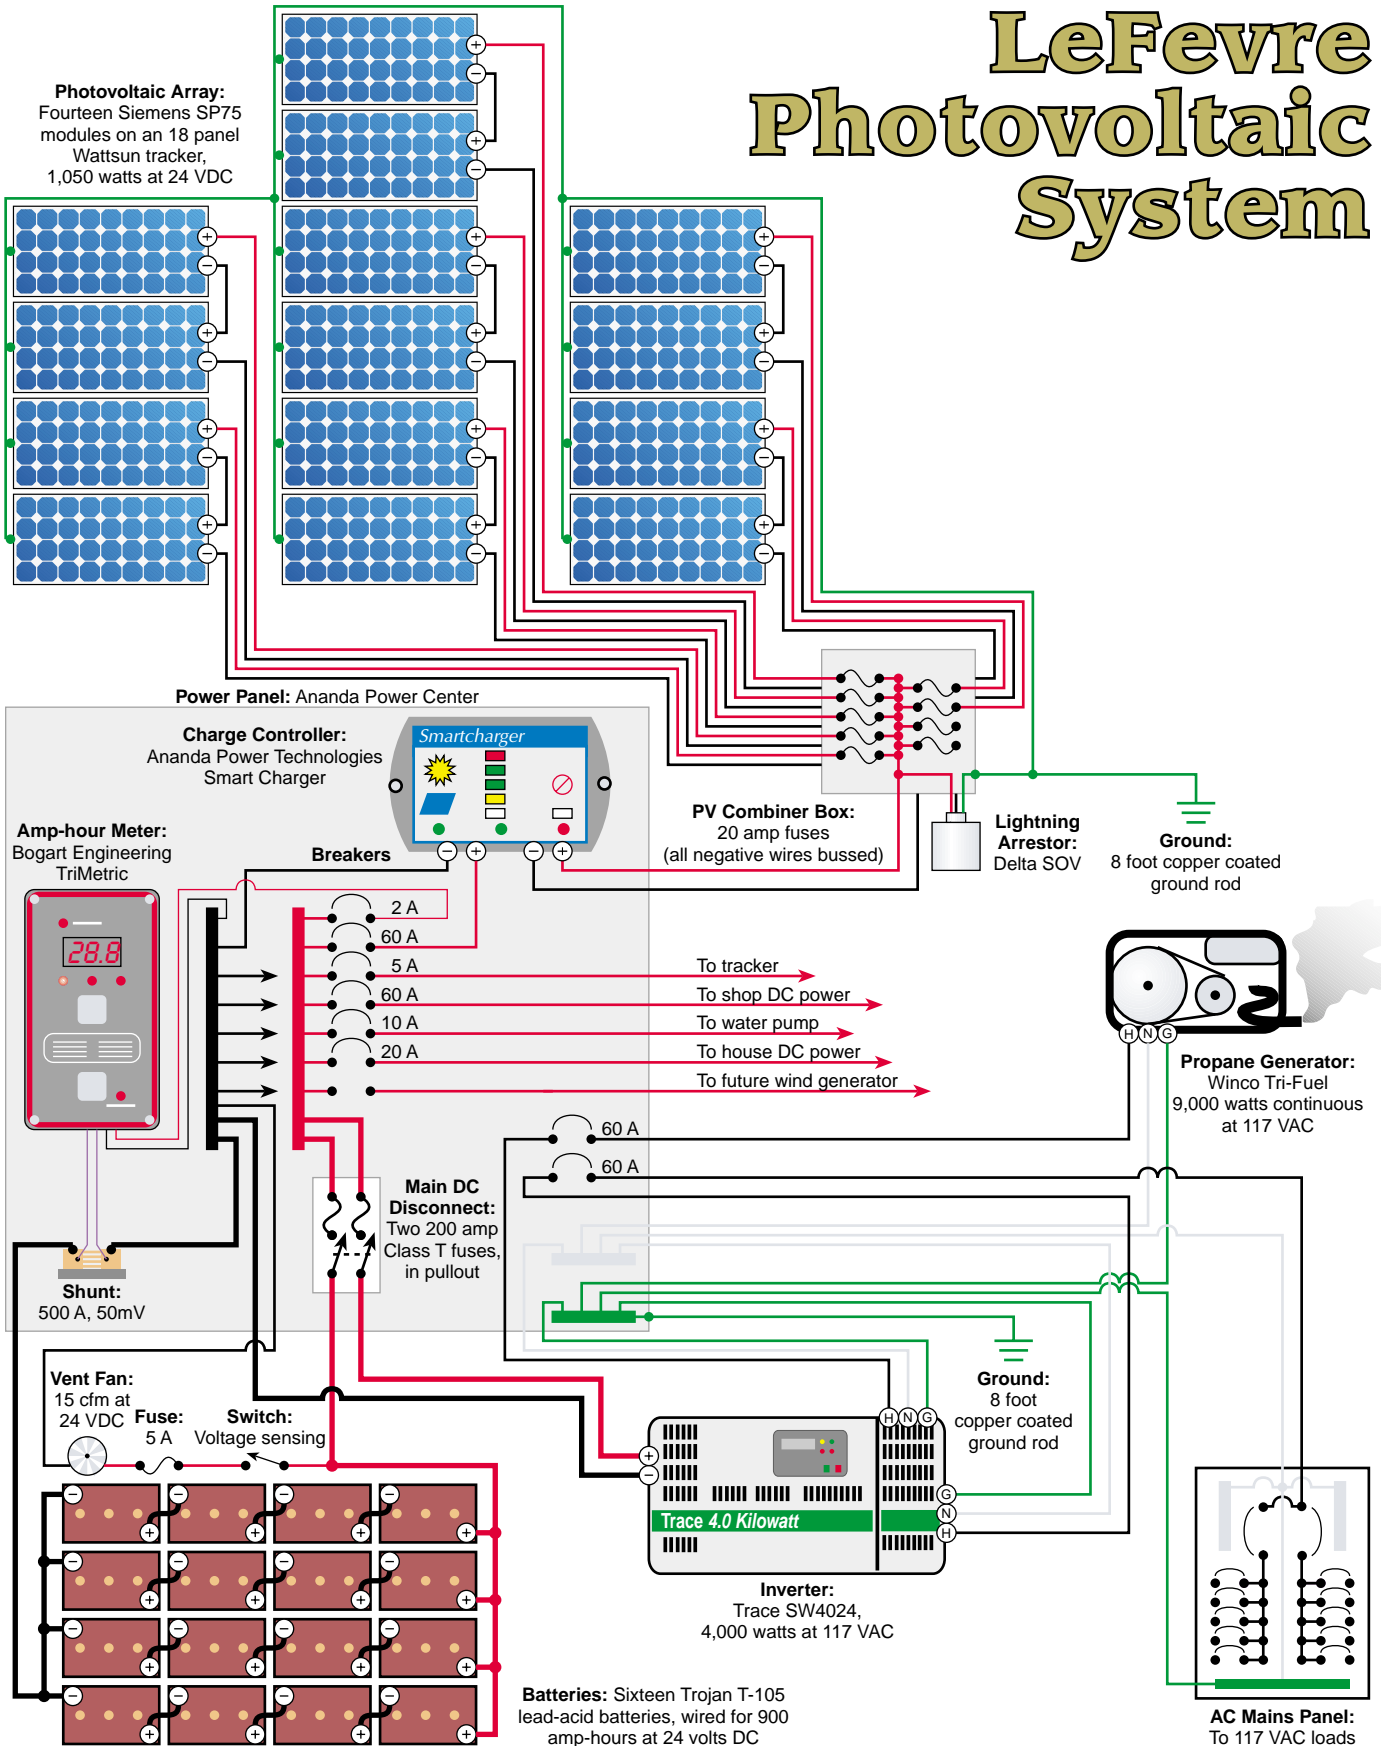 LeFevre
Photovoltaic
System
Photovoltaic Array:
Fourteen Siemens SP75
modules on an 18 panel
Wattsun tracker,
1,050 watts at 24 VDC
Power Panel: Ananda Power Center
Charge Controller:
Ananda Power Technologies
Smart Charger
Smartcharger
Amp-hour Meter:
Bogart Engineering
TriMetric
28.8
Breakers
PV Combiner Box:
20 amp fuses
(all negative wires bussed)
Lightning
Arrestor:
Delta SOV
Ground:
8 foot copper coated
ground rod
2 A
60 A
5 A
To tracker
60 A
To shop DC power
10 A
To water pump
20 A
To house DC power
To future wind generator
H N G
Propane Generator:
Winco Tri-Fuel
9,000 watts continuous
at 117 VAC
60 A
60 A
Main DC
Disconnect:
Two 200 amp
Class T fuses,
in pullout
Shunt:
500 A, 50mV
Vent Fan:
15 cfm at
24 VDC
Fuse:
5 A
Switch:
Voltage sensing
Ground:
8 foot
copper coated
ground rod
H N G
G
N
H
Trace 4.0 Kilowatt
Inverter:
Trace SW4024,
4,000 watts at 117 VAC
Batteries: Sixteen Trojan T-105
lead-acid batteries, wired for 900
amp-hours at 24 volts DC
AC Mains Panel:
To 117 VAC loads